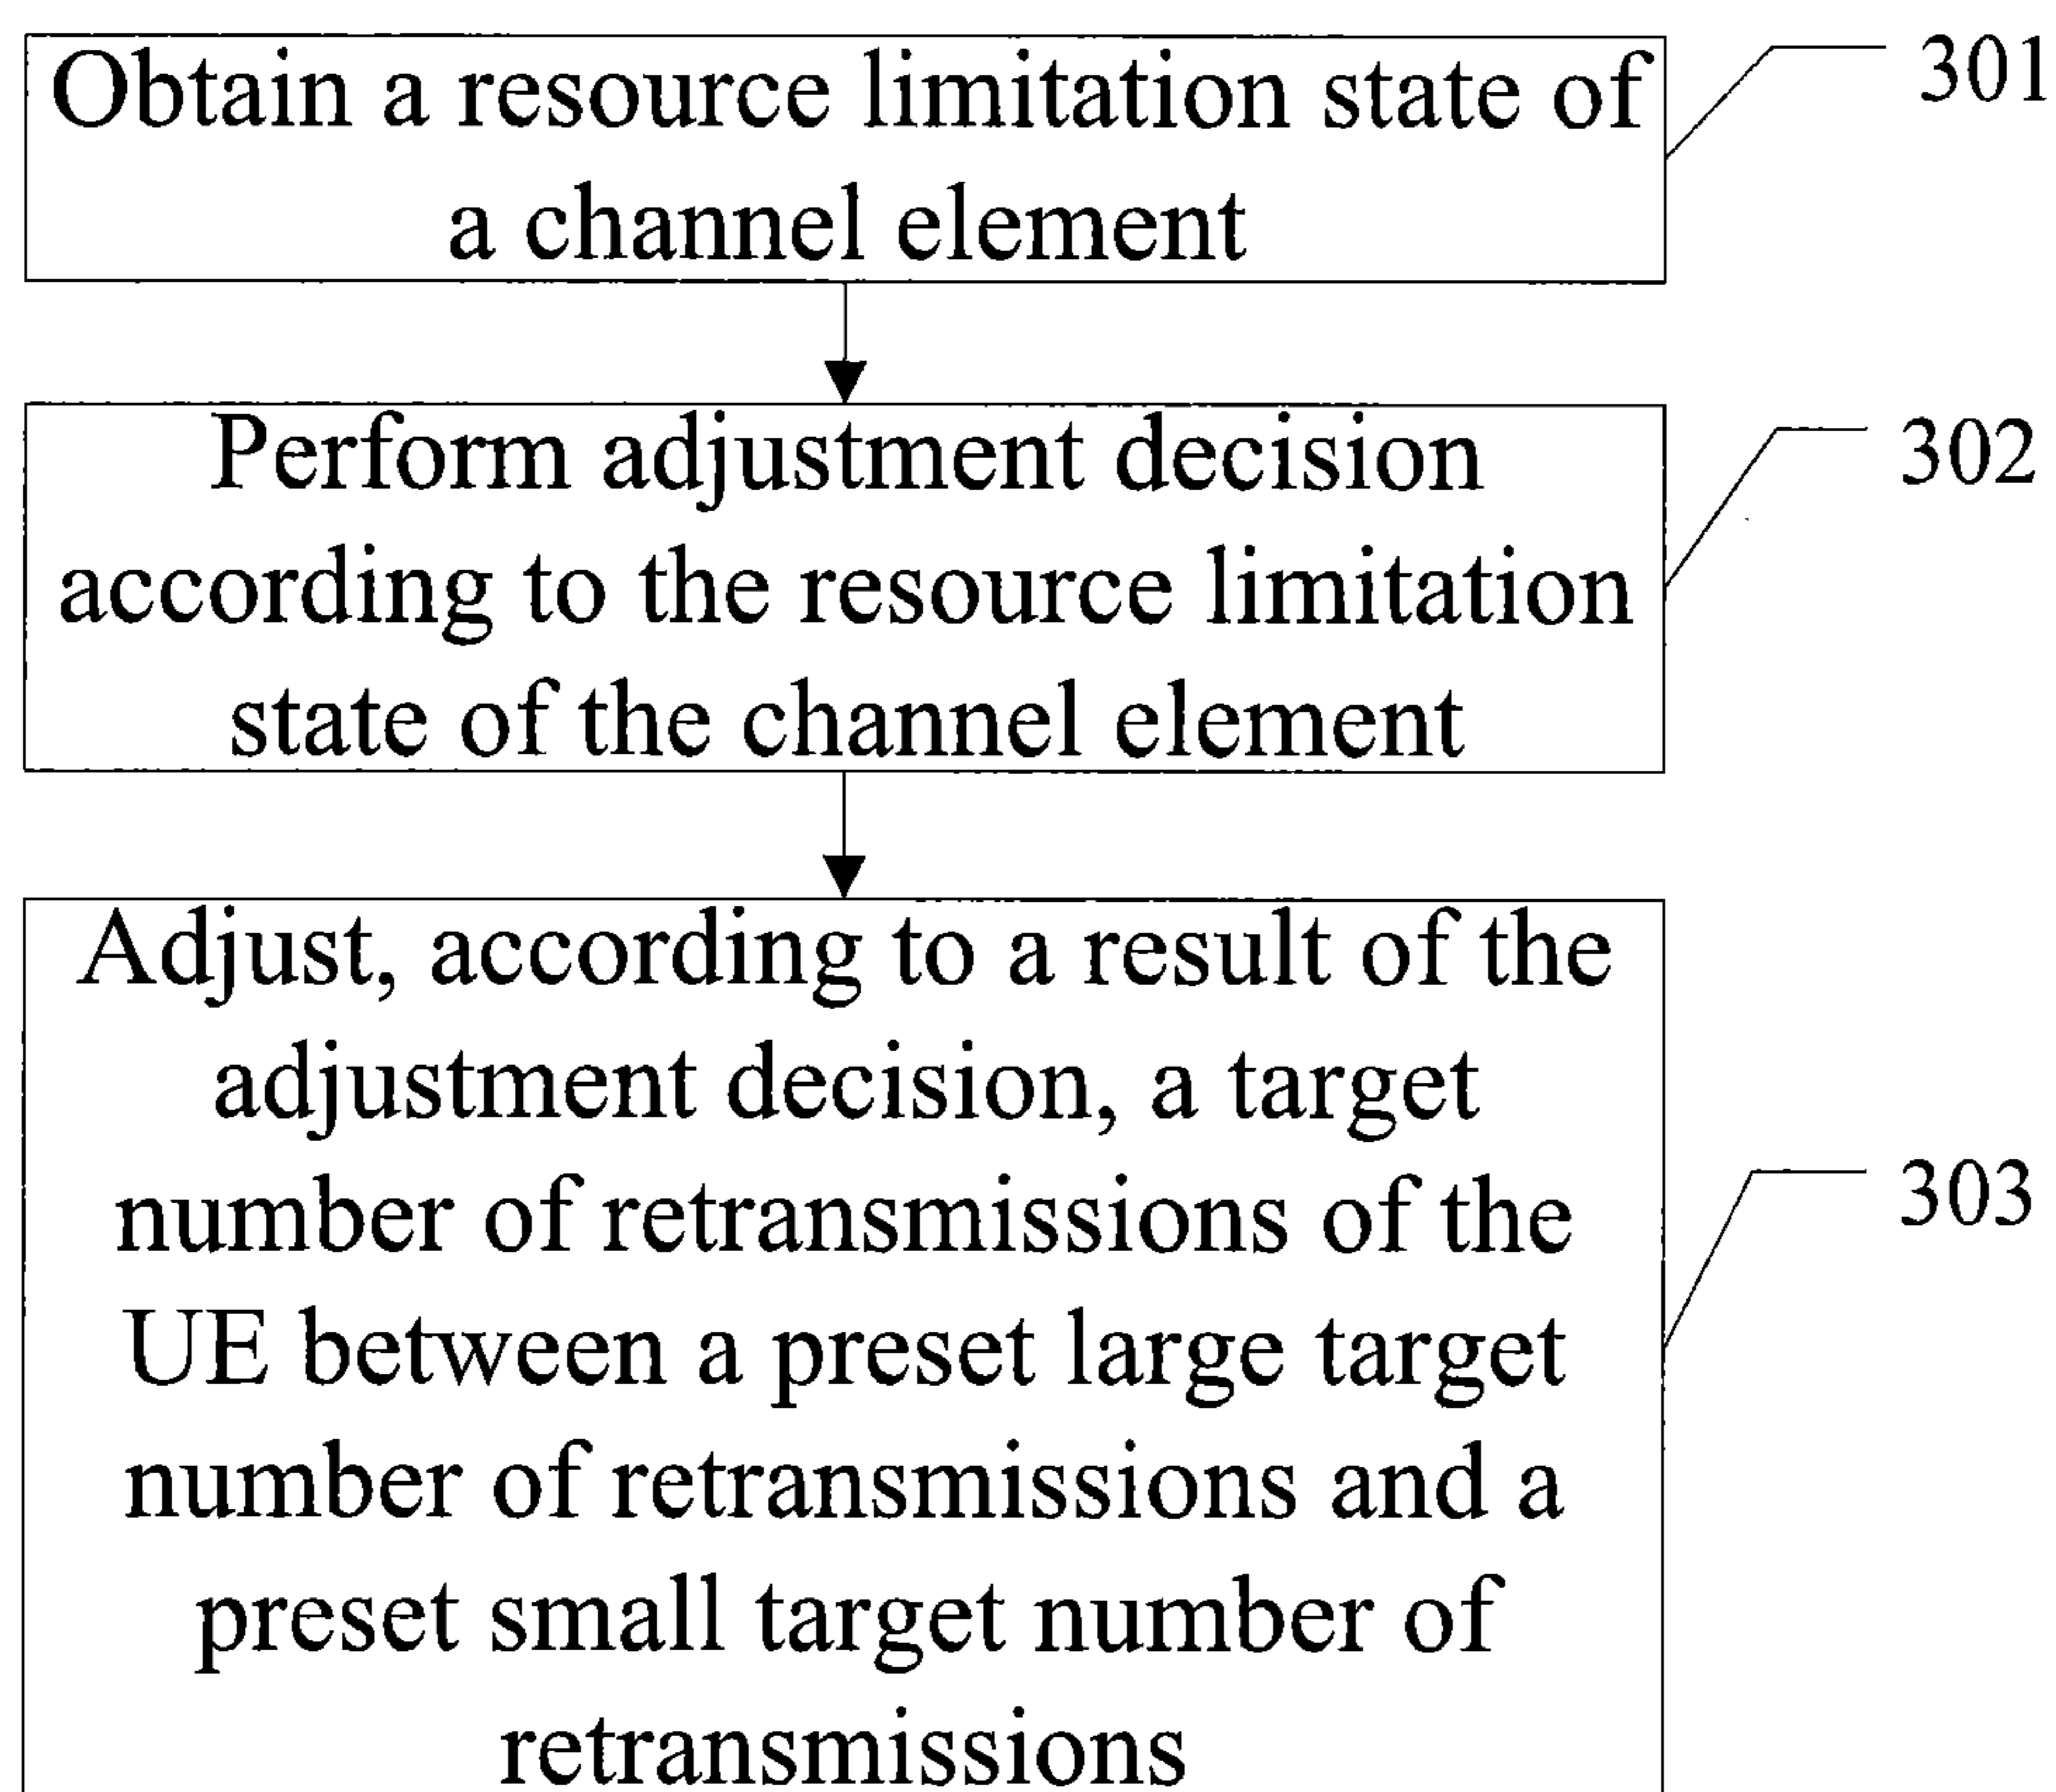 Obtain a resource limitation state of
a channel element
301
Perform adjustment decision
according to the resource limitation
state of the channel element
302
Adjust, according to a result of the
adjustment decision, a target
number of retransmissions of the
UE between a preset large target
number of retransmissions and a
preset small target number of
retransmissions
303